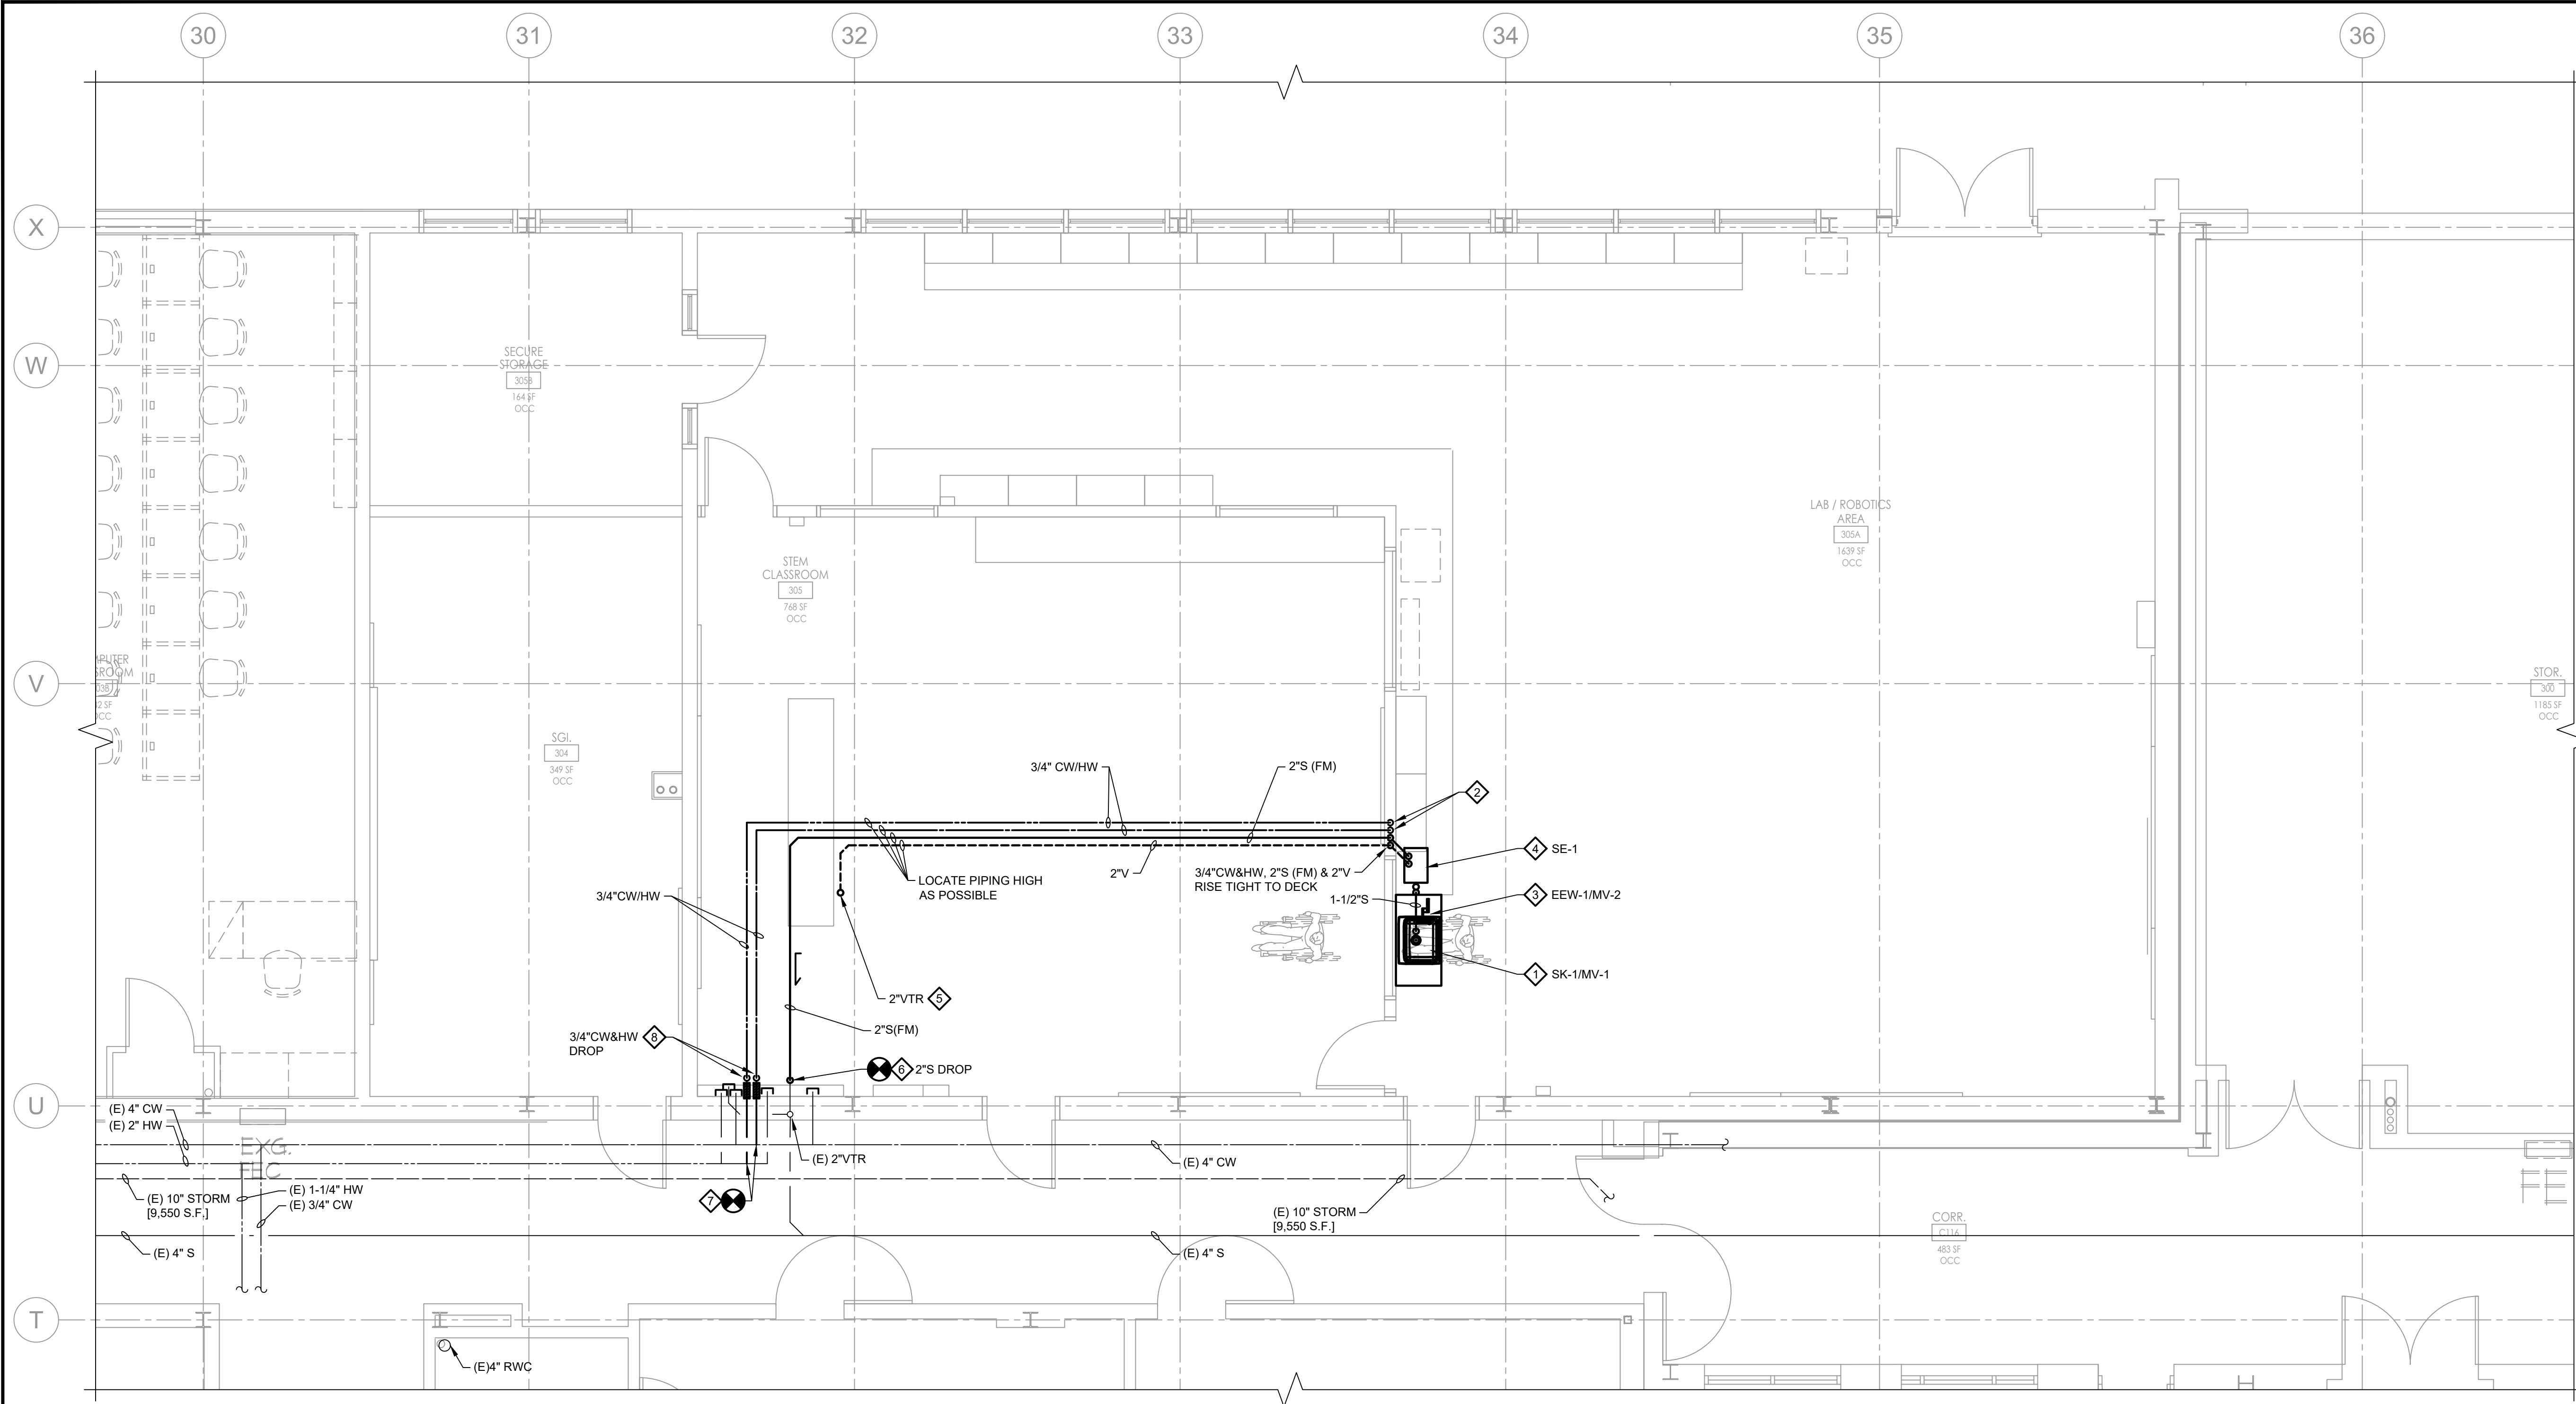 30
31
32
33
34
35
36
X
W
V
U
T
SECURE
STORAGE
305B
164 SF
OCC
LAB / ROBOTICS
AREA
305A
1639 SF
OCC
STEM
CLASSROOM
305
768 SF
OCC
STOR.
300
1185 SF
OCC
SGI.
304
349 SF
OCC
3/4" CW/HW
2"S (FM)
2
4 SE-1
3/4"CW&HW, 2"S (FM) & 2"V
RISE TIGHT TO DECK
2"V
LOCATE PIPING HIGH
AS POSSIBLE
3/4"CW/HW
1-1/2"S
3 EEW-1/MV-2
1 SK-1/MV-1
2"VTR 5
2"S(FM)
3/4"CW&HW 8
DROP
6 2"S DROP
(E) 4" CW
(E) 2" HW
EXG.
FEC
(E) 2"VTR
(E) 4" CW
(E) 10" STORM
[9,550 S.F.]
(E) 1-1/4" HW
(E) 3/4" CW
7
(E) 10" STORM
[9,550 S.F.]
CORR.
C116
483 SF
OCC
(E) 4" S
(E) 4" S
(E)4" RWC